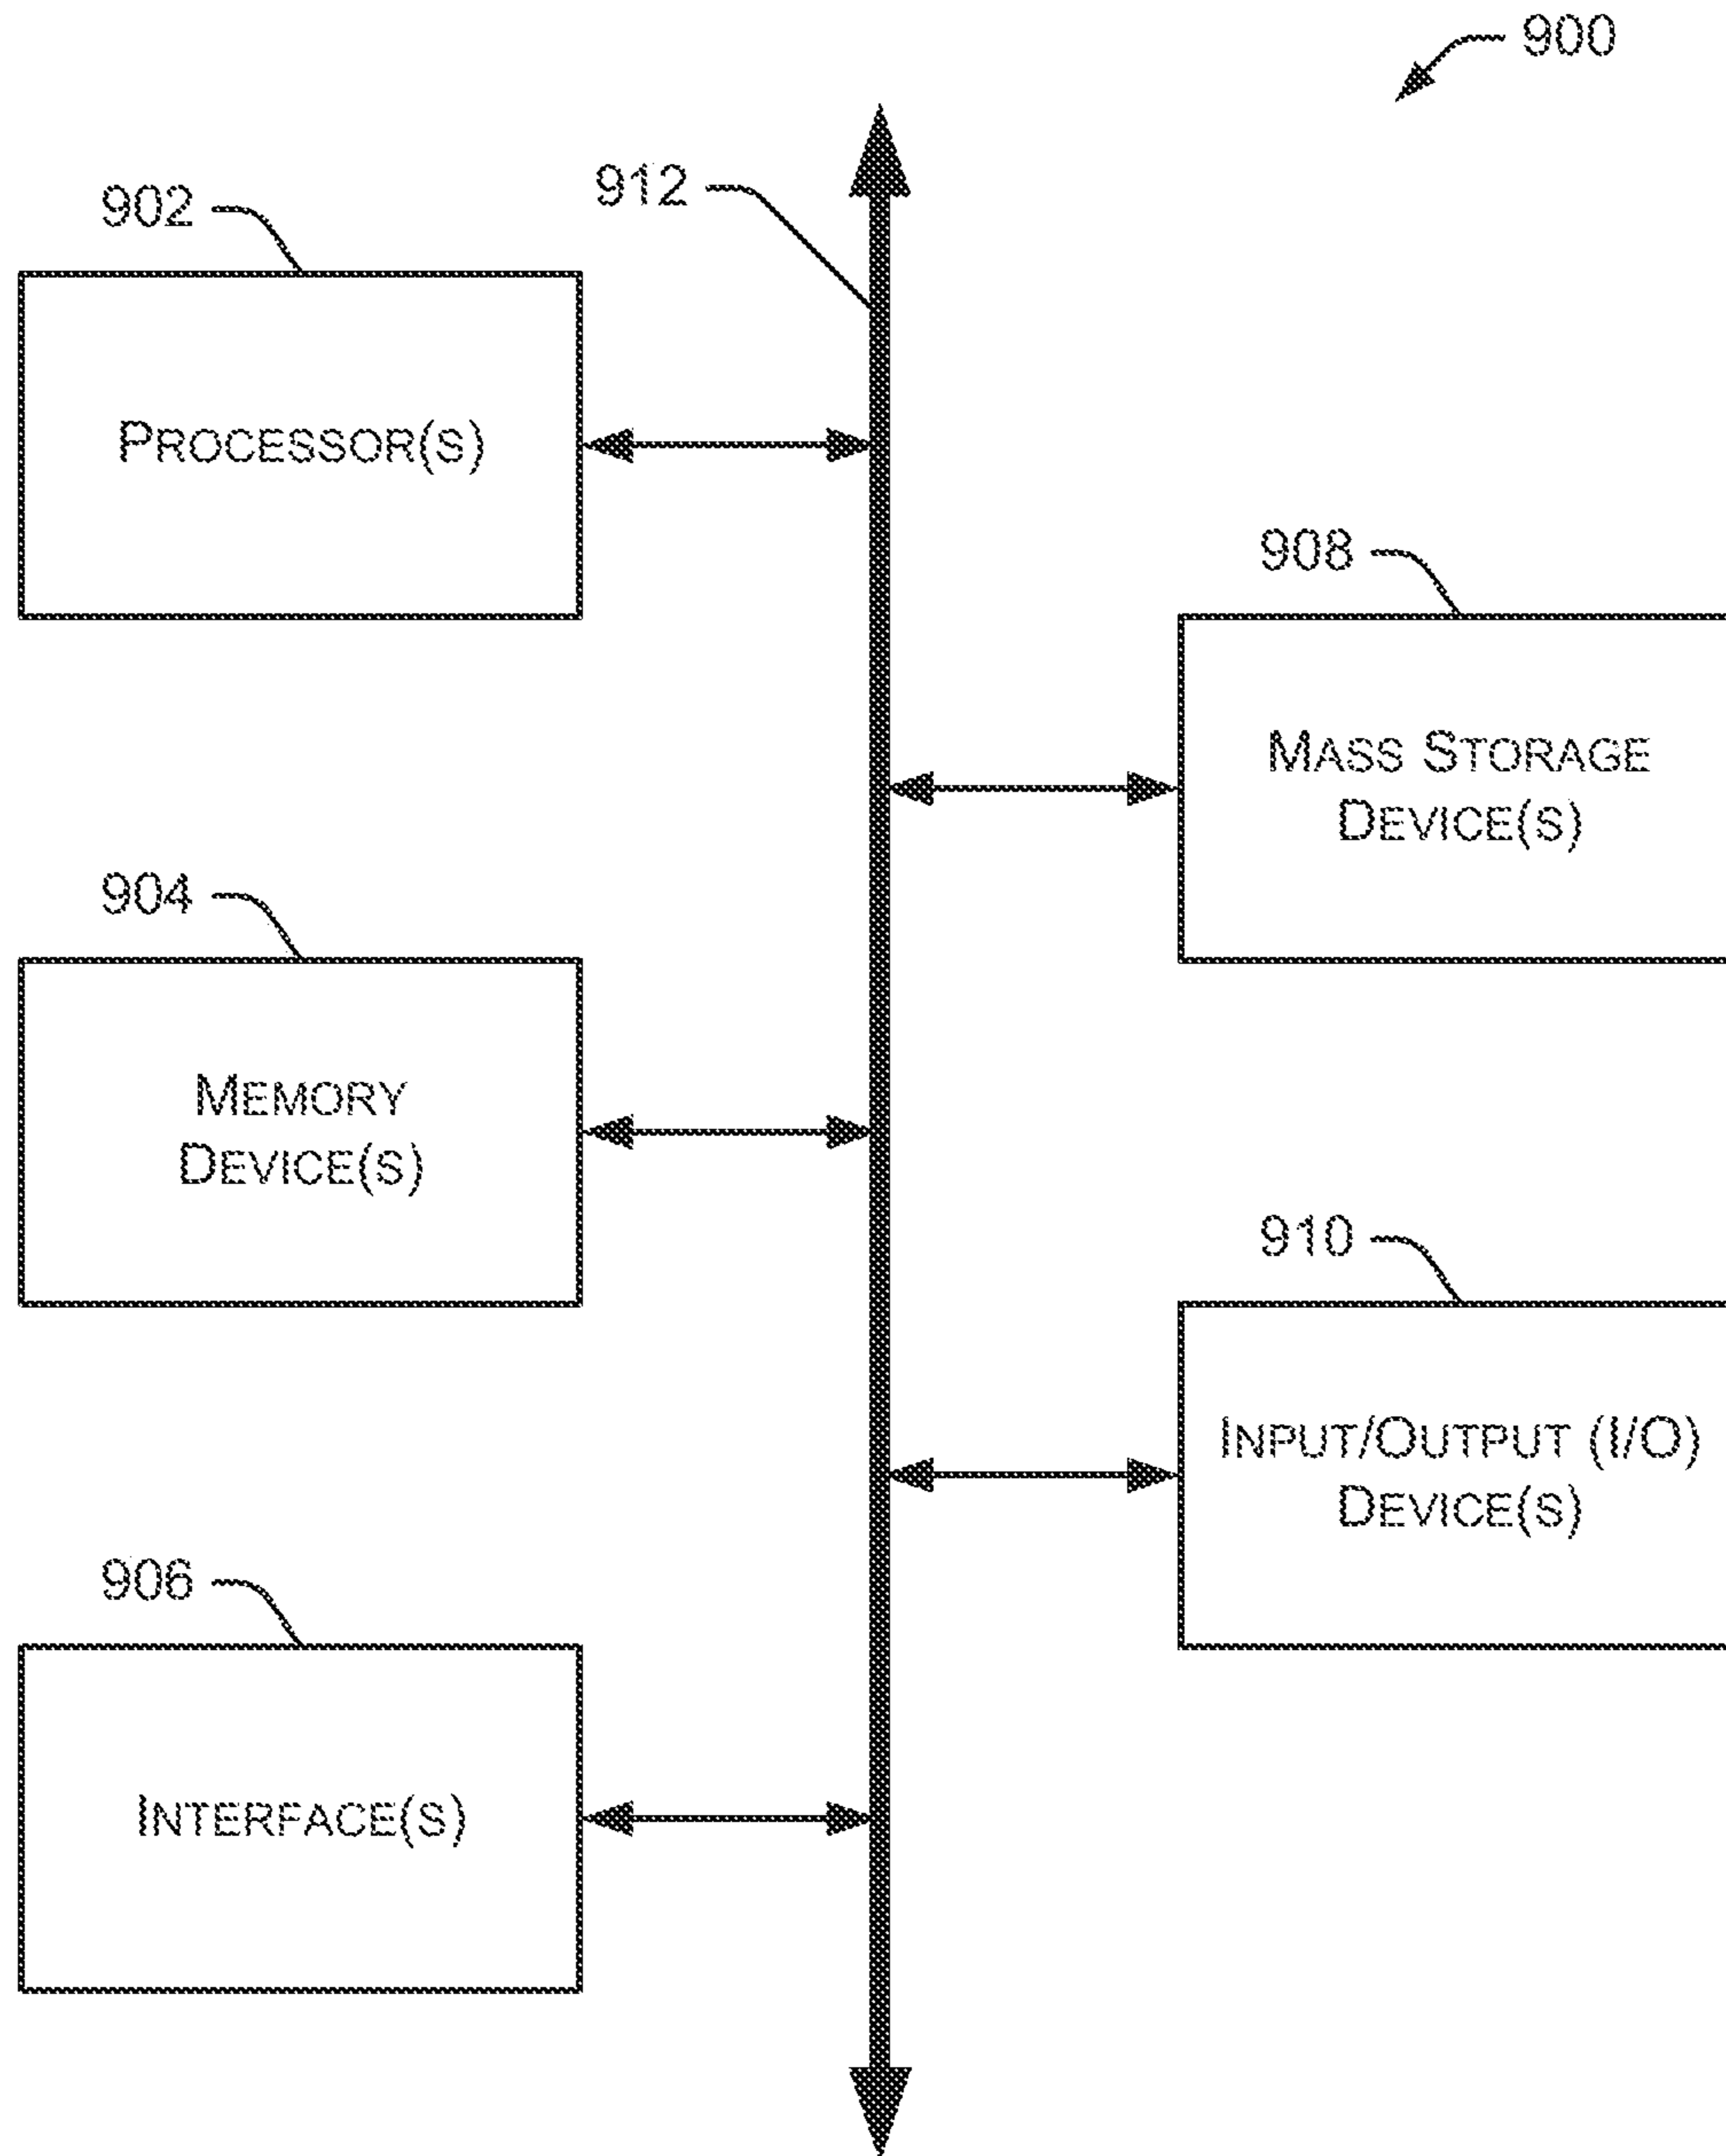 900
912
902
PROCESSOR(S)
908
MASS STORAGE
DEVICE(S)
904
MEMORY
DEVICE(S)
910
INPUT/OUTPUT (I/O)
DEVICE(S)
906
INTERFACE(S)